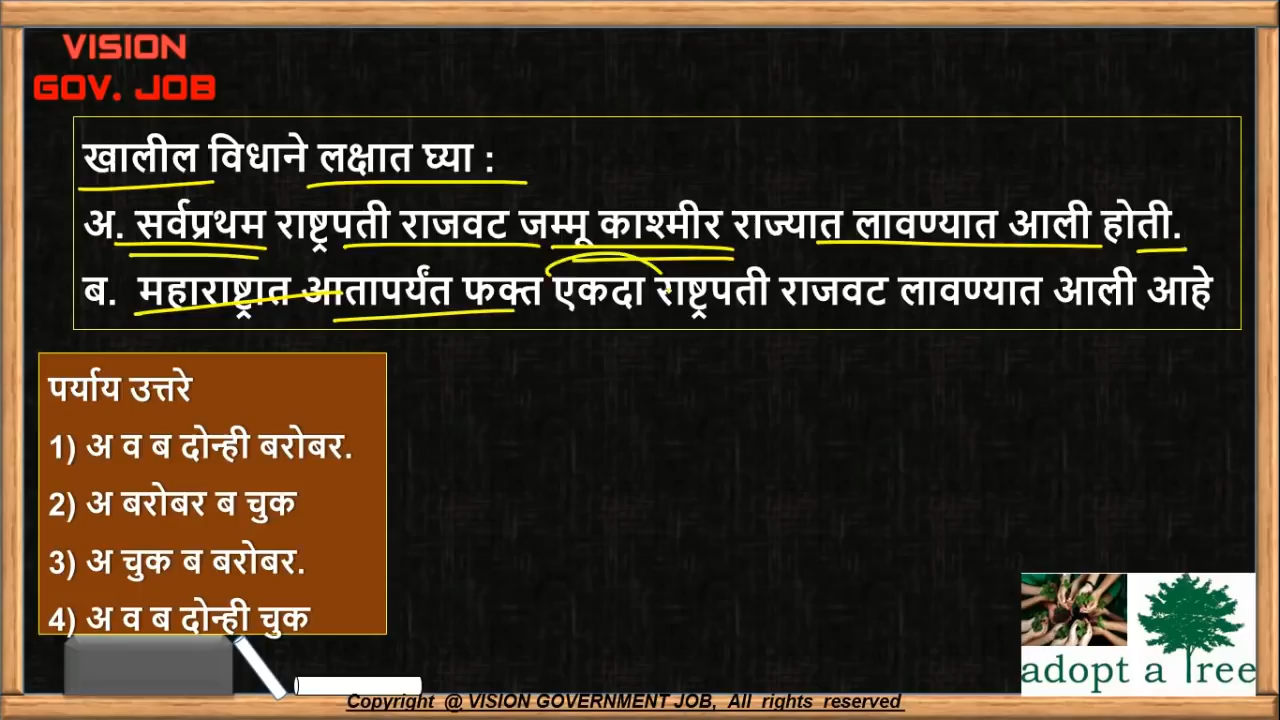 VISION
GOV. JOB
खालील विधाने लक्षात घ्या :
अ. सर्वप्रथम राष्ट्रपती राजवट जम्मू काश्मीर राज्यात लावण्यात आली होती.
ब. महाराष्ट्रात आतापर्यंत फक्त एकदा राष्ट्रपती राजवट लावण्यात आली आहे
पर्याय उत्तरे
1) अ व ब दोन्ही बरोबर.
2) अ बरोबर ब चुक
3) अ चुक ब बरोबर.
4) अ व ब दोन्ही चुक
adopt a Tree
Copyright @ VISION GOVERNMENT JOB, All rights reserved